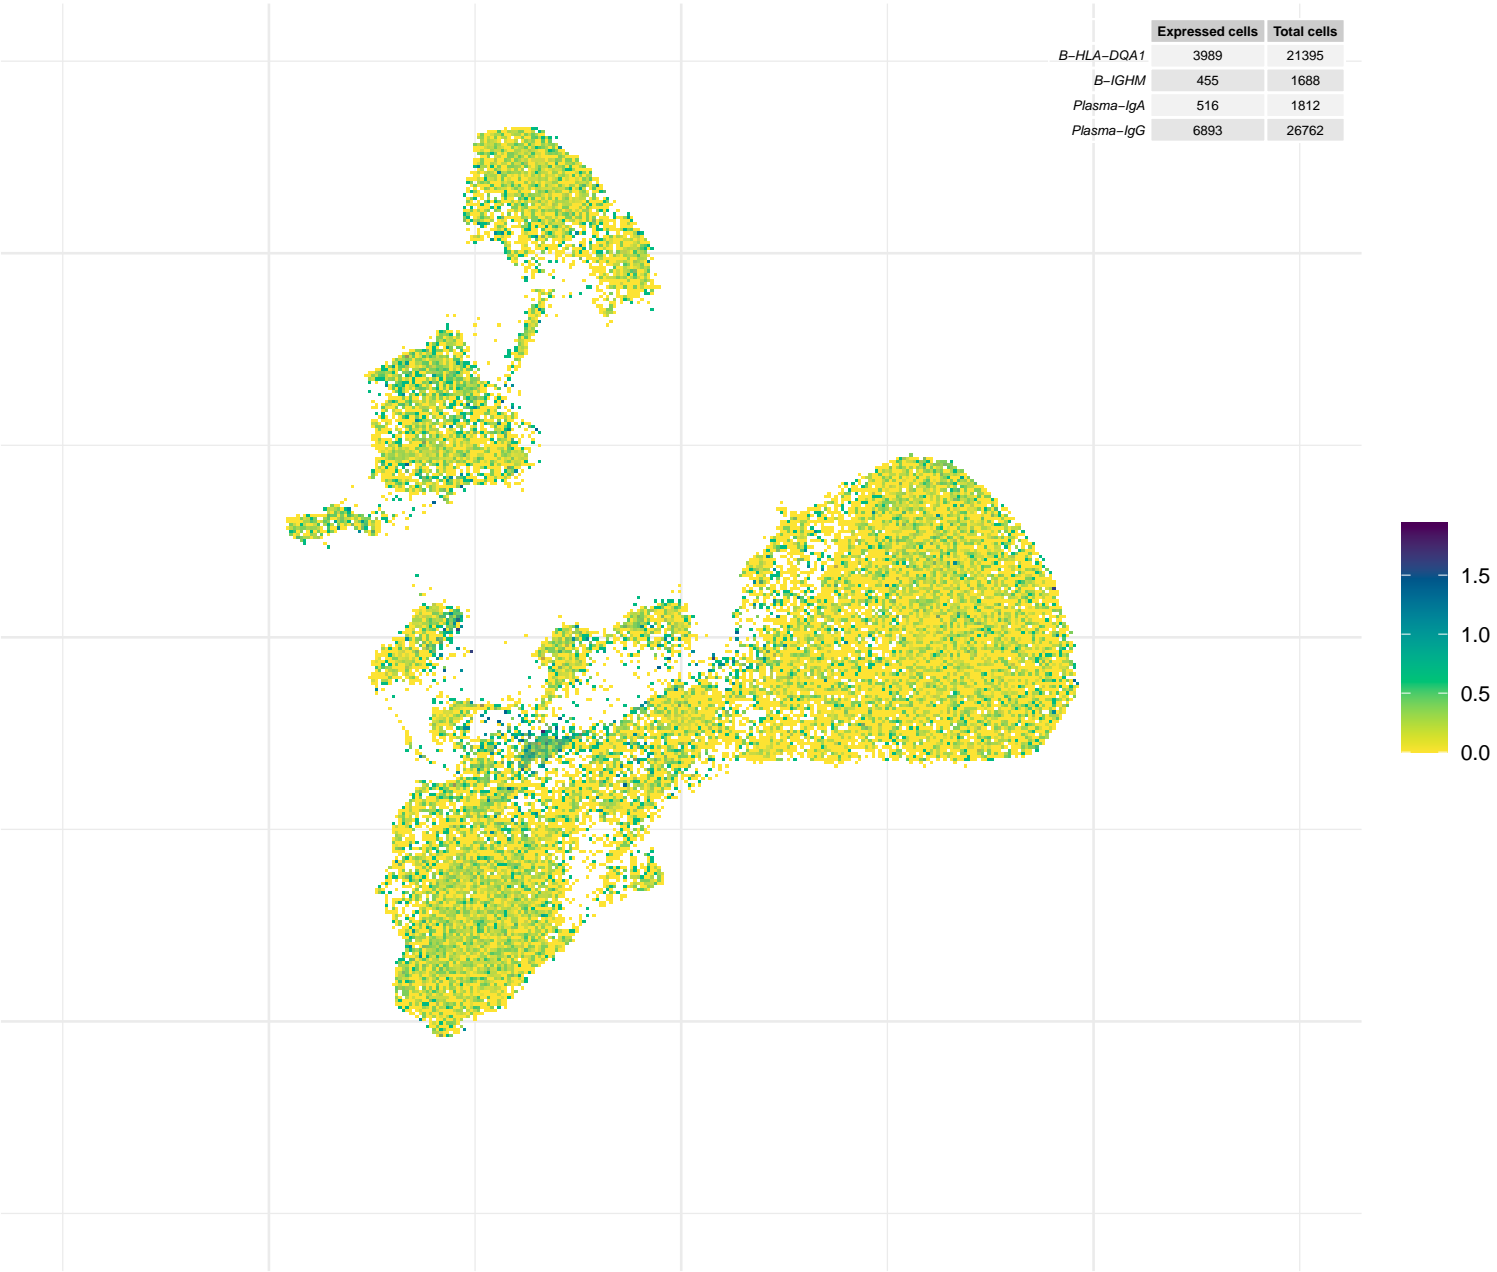 Expressed cells Total cells
B−HLA−DQA1 3989 21395
B−IGHM 455 1688
Plasma−IgA 516 1812
Plasma−IgG 6893 26762
1.5
1.0
0.5
0.0